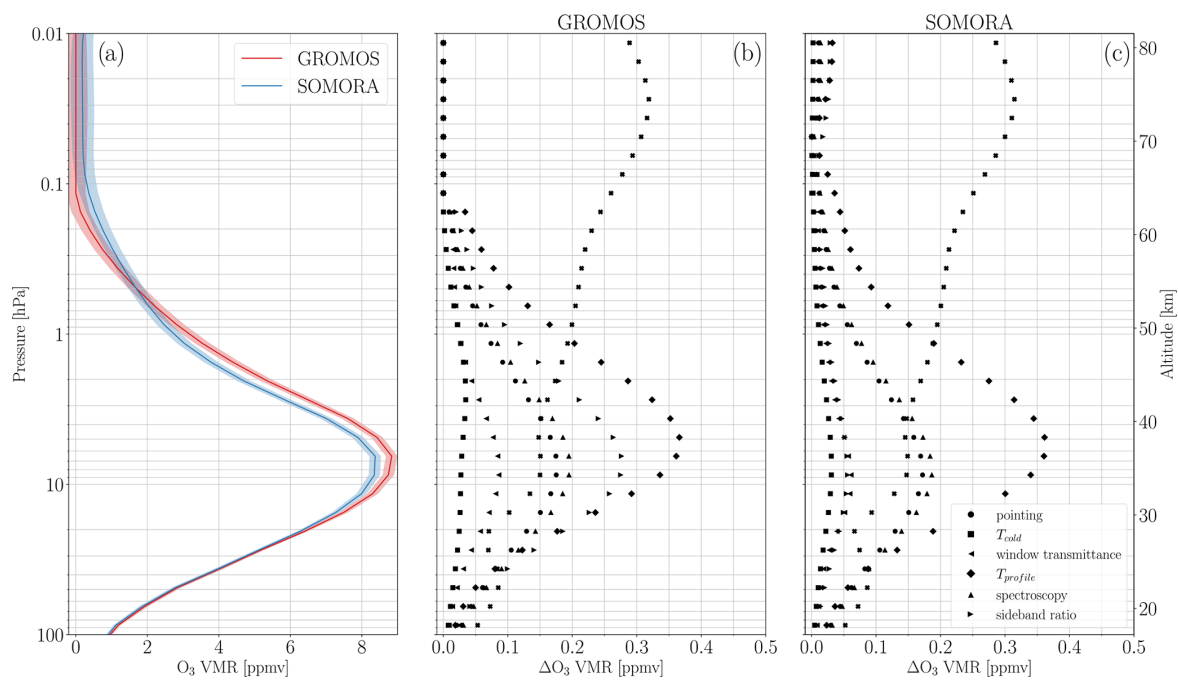 GROMOS
SOMORA
(a)
GROMOS
SOMORA
(b)
(c)
0.01
0.1
1
10
100
Pressure [hPa]
0
2
4
6
8
O₃ VMR [ppmv]
0.0
0.1
0.2
0.3
0.4
0.5
ΔO₃ VMR [ppmv]
0.0
0.1
0.2
0.3
0.4
0.5
ΔO₃ VMR [ppmv]
80
70
60
50
40
30
20
Altitude [km]
pointing
T_cold
window transmittance
T_profile
spectroscopy
sideband ratio